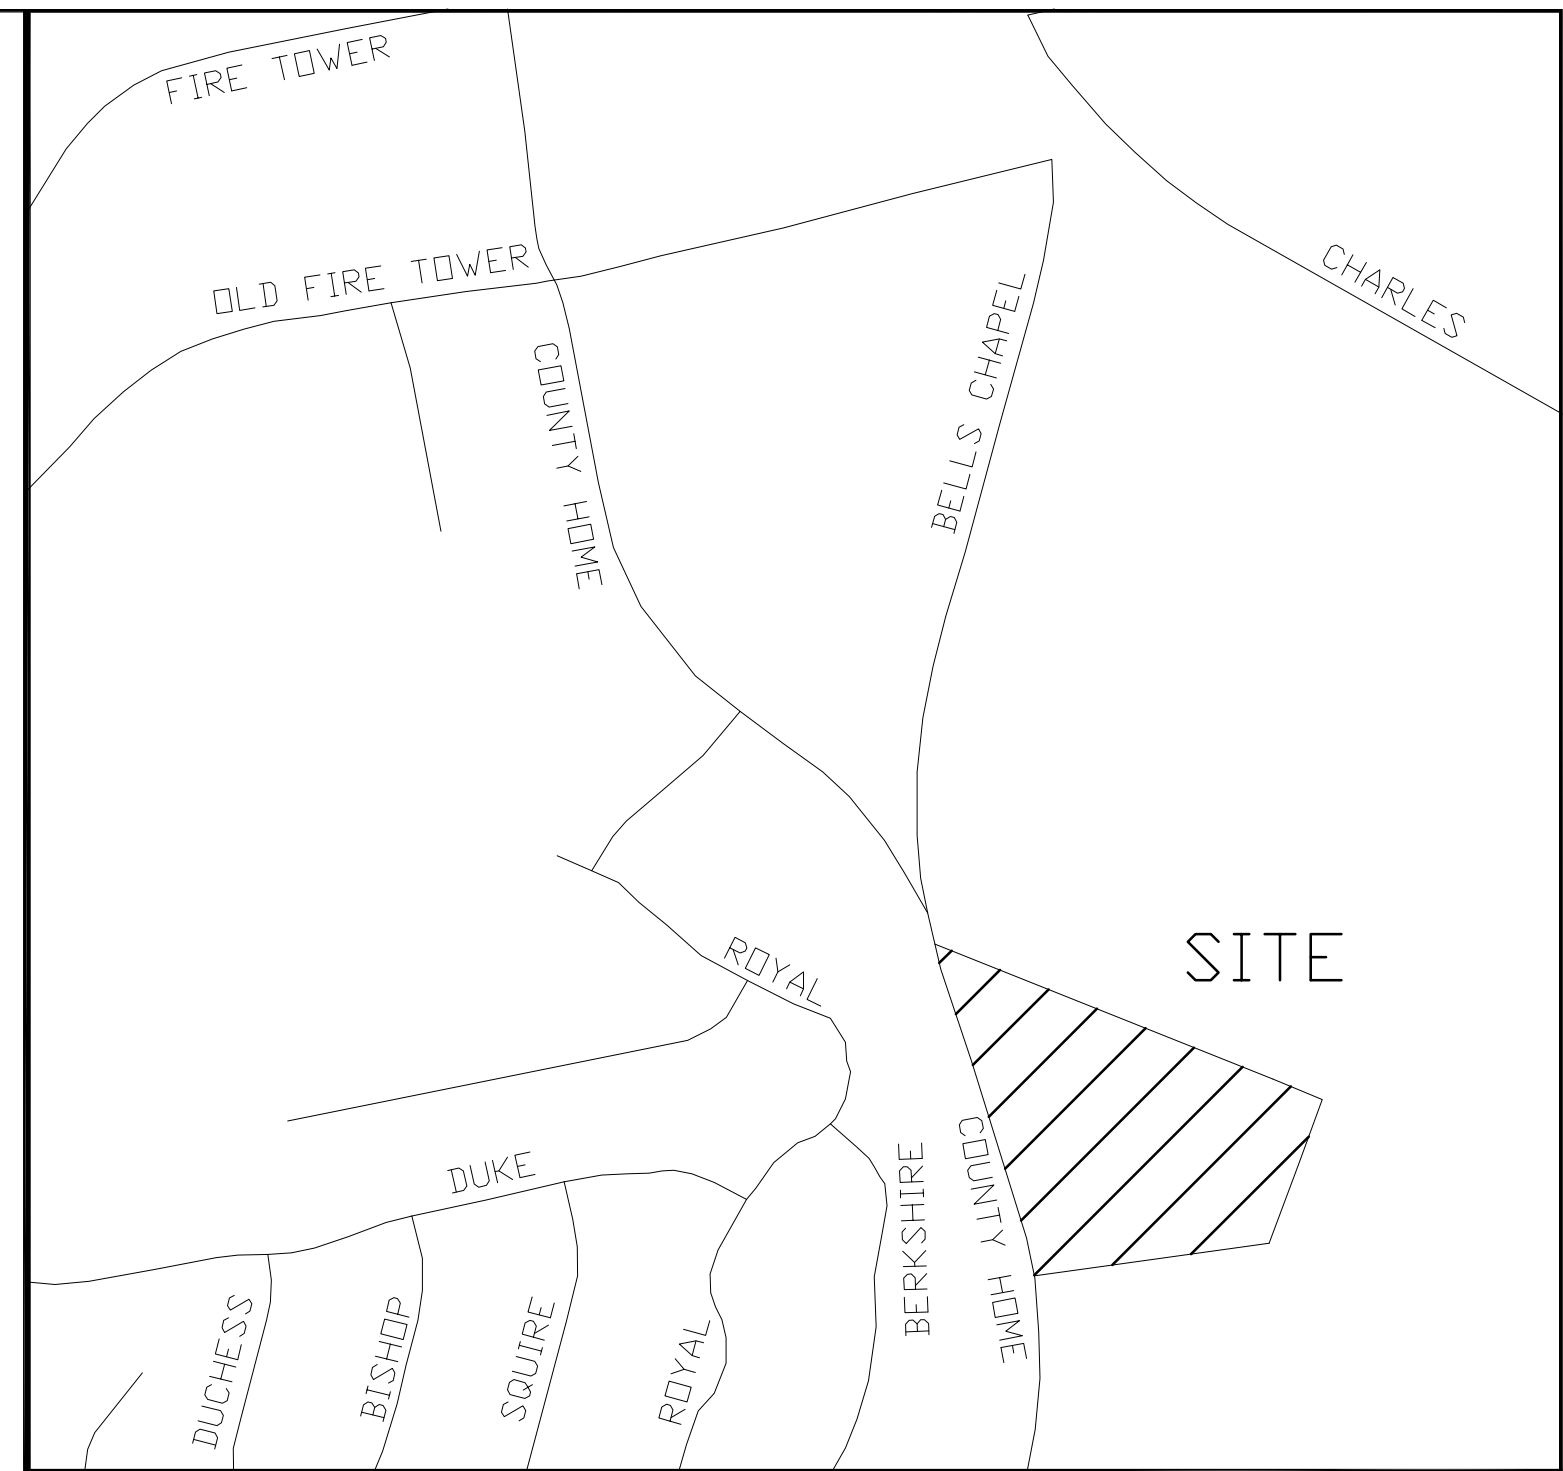 FIRE TOWER
OLD FIRE TOWER
CHARLES
COUNTY HOME
BELLS CHAPEL
SITE
ROYAL
DUKE
BERKSHIRE
COUNTY HOME
DUCHESS
BISHOP
SQUIRE
ROYAL